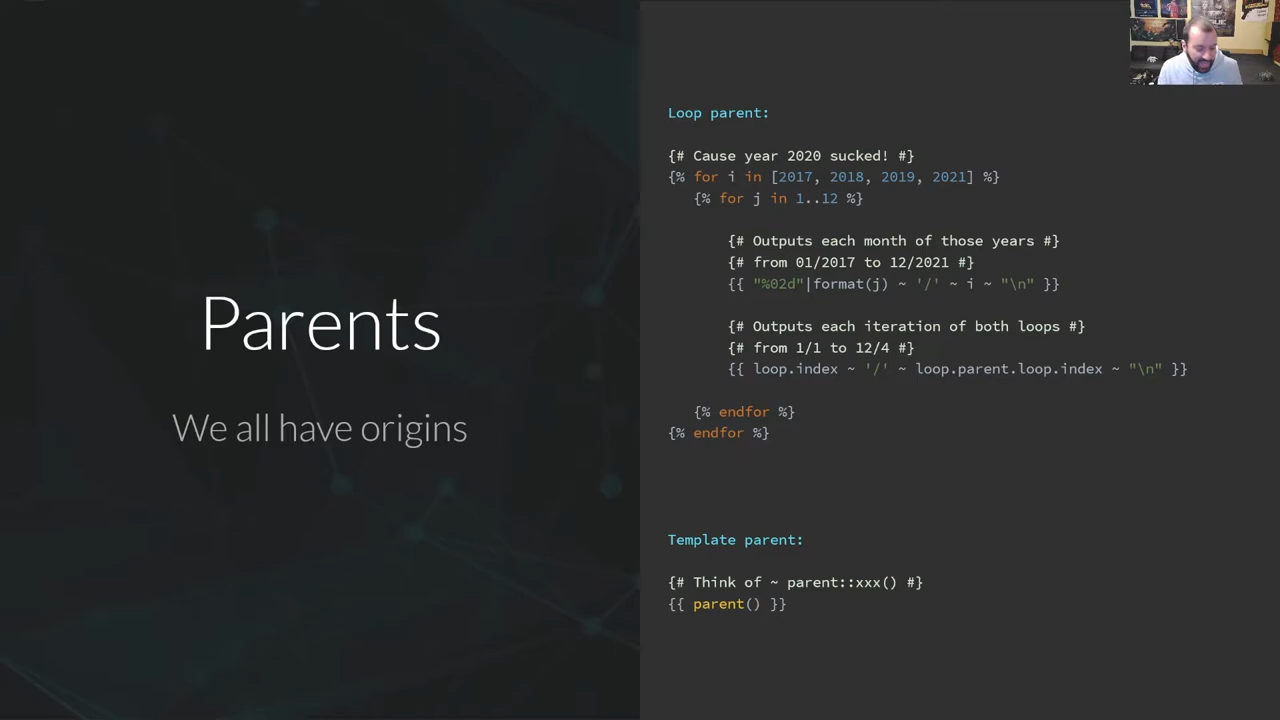 Parents
We all have origins
Loop parent:
{# Cause year 2020 sucked! #}
{% for i in [2017, 2018, 2019, 2021] %}
{% for j in 1..12 %}
{# Outputs each month of those years #}
{# from 01/2017 to 12/2021 #}
{{ "%02d"|format(j) ~ '/' ~ i ~ "\n" }}
{# Outputs each iteration of both loops #}
{# from 1/1 to 12/4 #}
{{ loop.index ~ '/' ~ loop.parent.loop.index ~ "\n" }}
{% endfor %}
{% endfor %}
Template parent:
{# Think of ~ parent::xxx() #}
{{ parent() }}